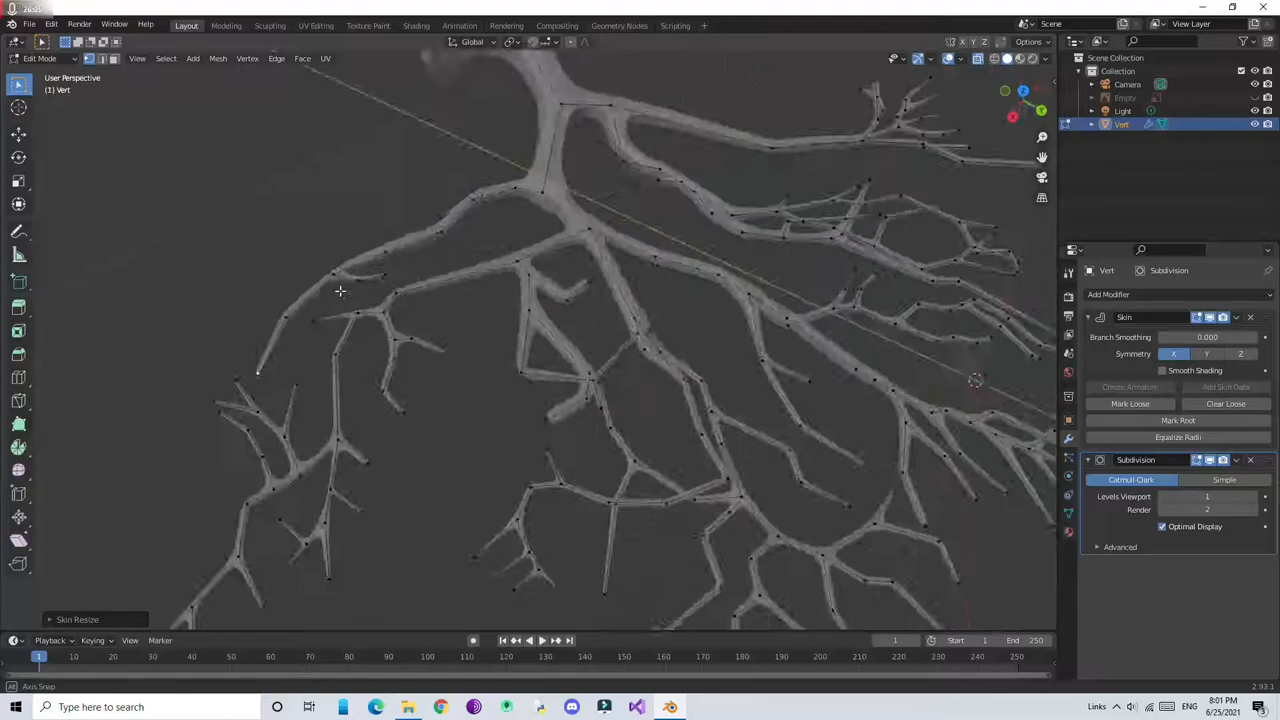 26:15
File Edit Render Window Help Layout Modeling Sculpting UV Editing Texture Paint Shading Animation Rendering Compositing Geometry Nodes Scripting + Scene View Layer
Global X Y Z Options
Edit Mode View Select Add Mesh Vertex Edge Face UV
User Perspective
(1) Vert
Scene Collection
Collection
Camera
Empty
Light
Vert
Z
Y
X
Vert Subdivision
Add Modifier
Skin
Branch Smoothing 0.000
Symmetry X Y Z
Smooth Shading
Create Armature Add Skin Data
Mark Loose Clear Loose
Mark Root
Equalize Radii
Subdivision
Catmull-Clark Simple
Levels Viewport 1
Render 2
Optimal Display
Advanced
Skin Resize
Playback Keying View Marker 1 Start 1 End 250
1 10 20 30 40 50 60 70 80 90 100 110 120 130 140 150 160 170 180 190 200 210 220 230 240 250
Axis Snap 2.93.1
Type here to search Links ENG 8:01 PM 6/25/2021